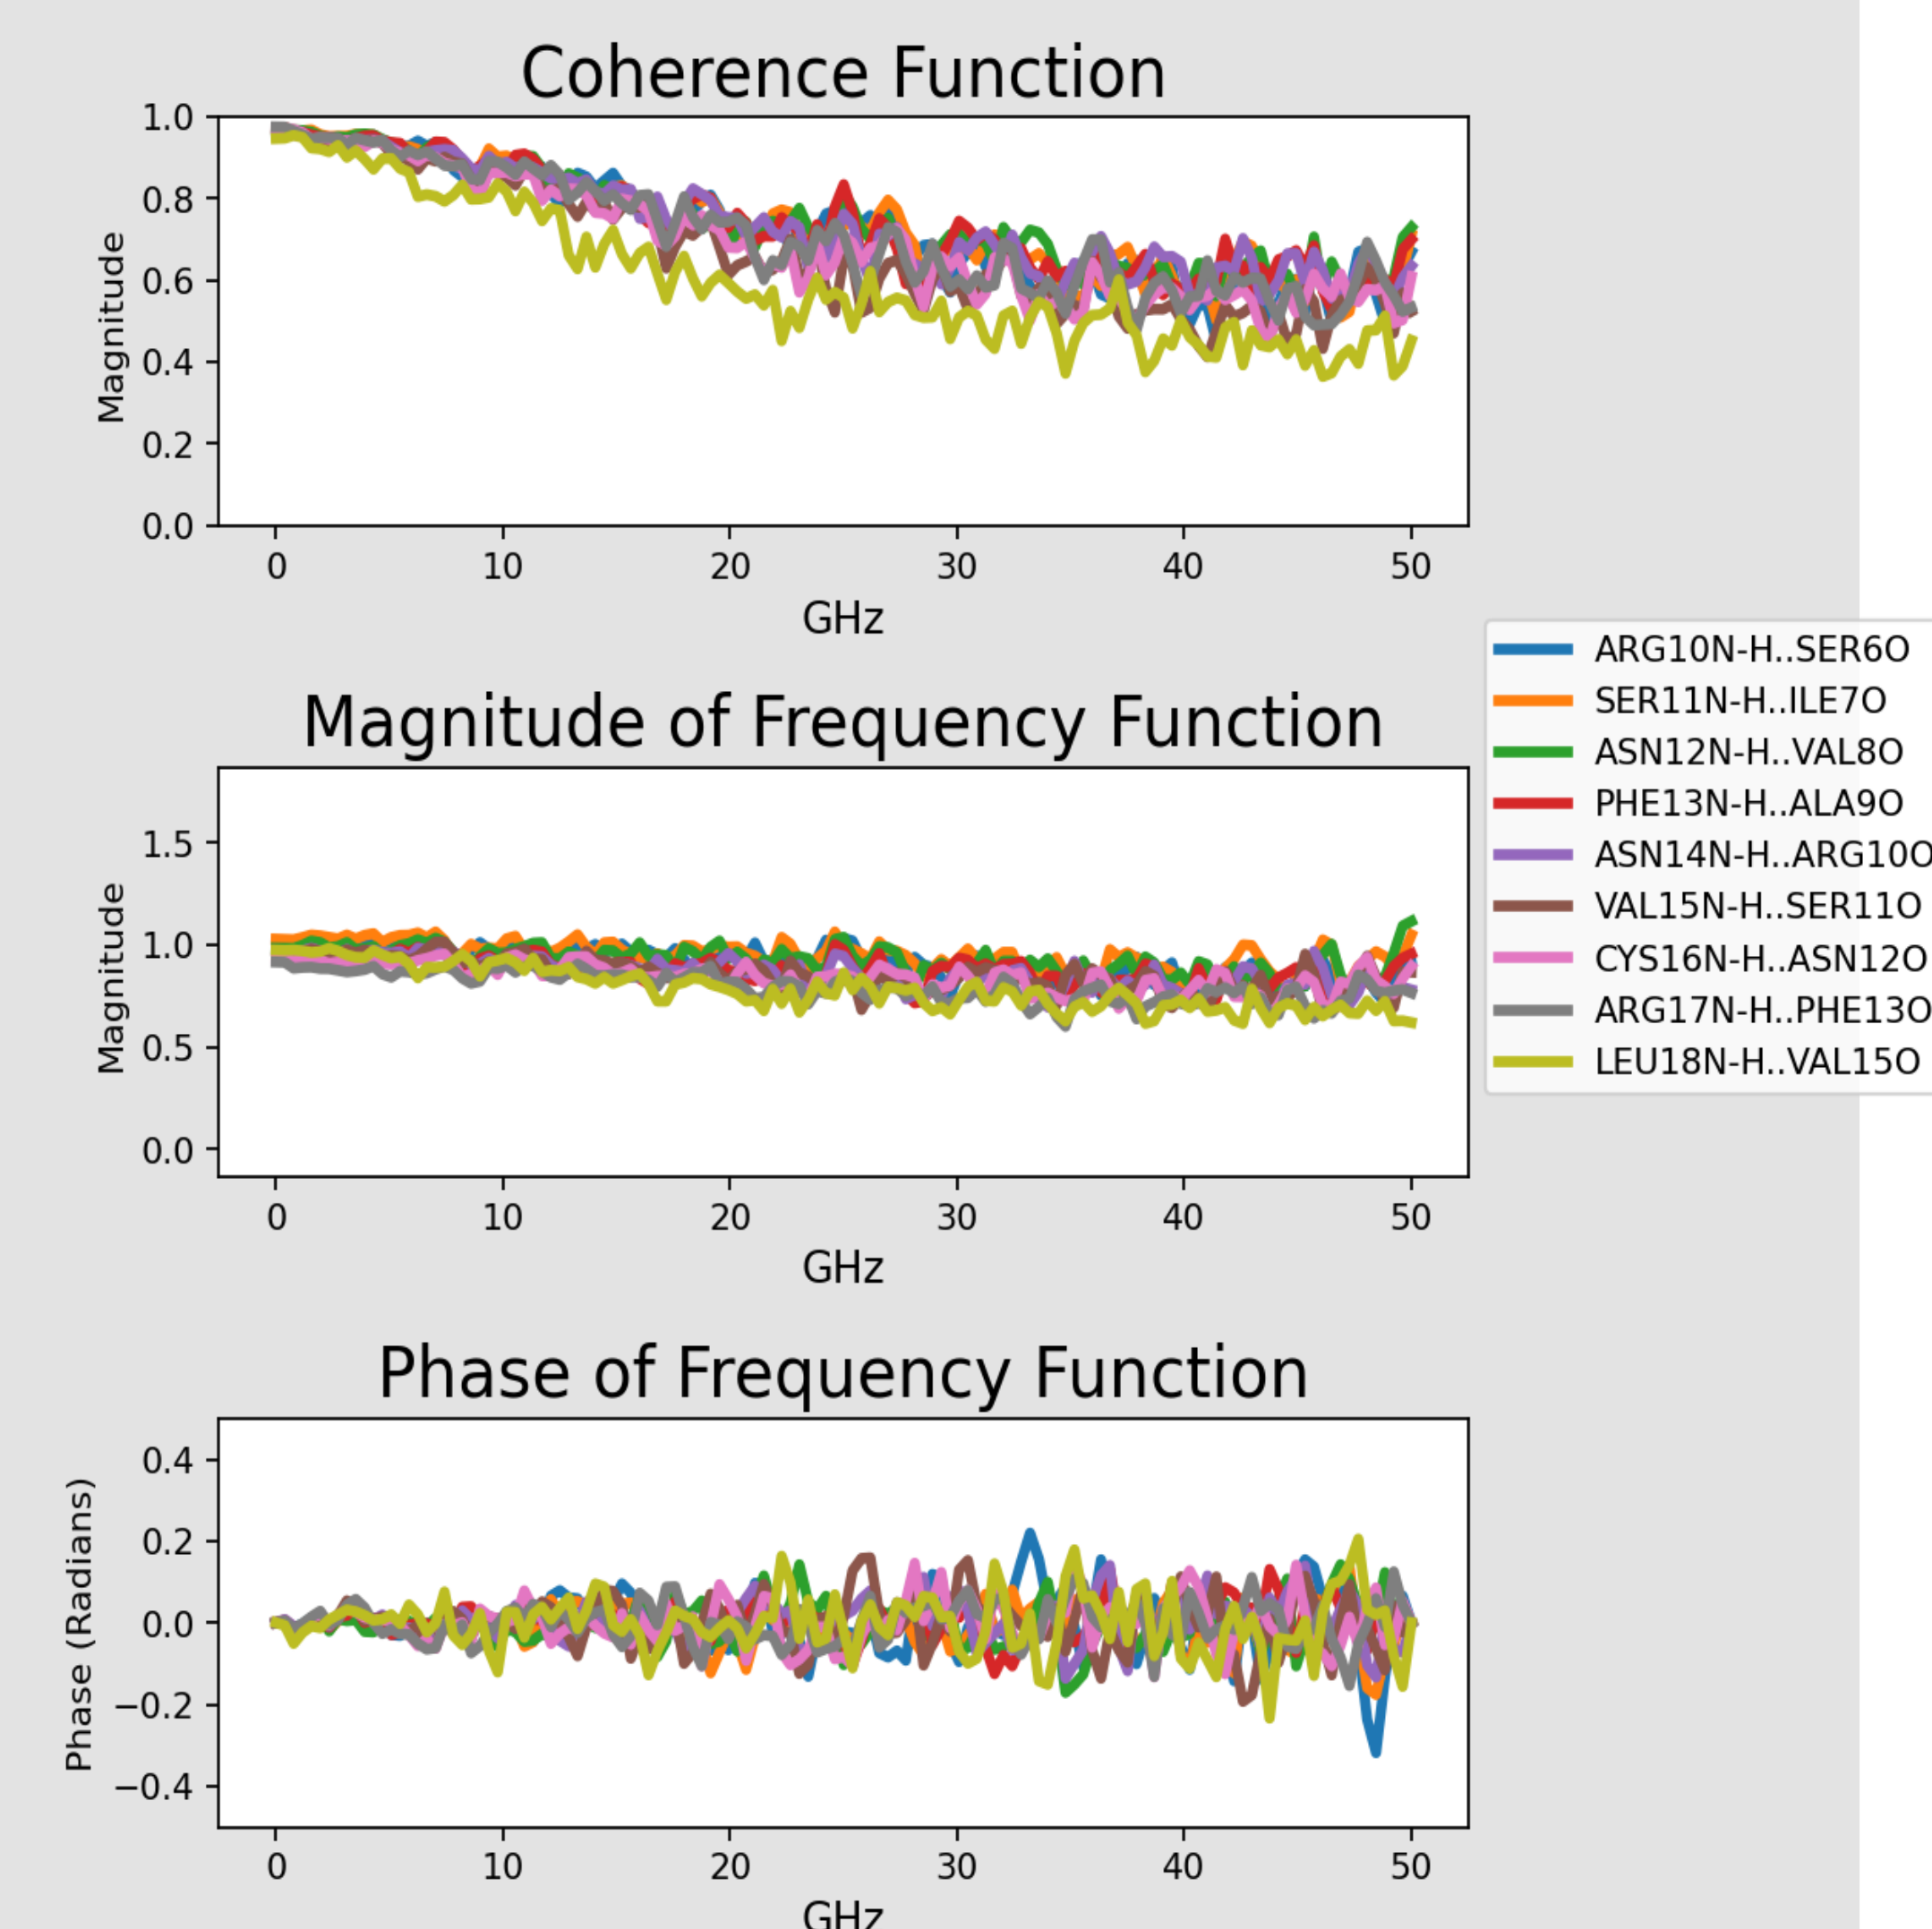 Coherence Function
1.0
0.8
0.6
0.4
0.2
0.0
Magnitude
0 10 20 30 40 50
GHz
Magnitude of Frequency Function
1.5
1.0
0.5
0.0
Magnitude
0 10 20 30 40 50
GHz
ARG10N-H..SER6O
SER11N-H..ILE7O
ASN12N-H..VAL8O
PHE13N-H..ALA9O
ASN14N-H..ARG10O
VAL15N-H..SER11O
CYS16N-H..ASN12O
ARG17N-H..PHE13O
LEU18N-H..VAL15O
Phase of Frequency Function
0.4
0.2
0.0
−0.2
−0.4
Phase (Radians)
0 10 20 30 40 50
GHz